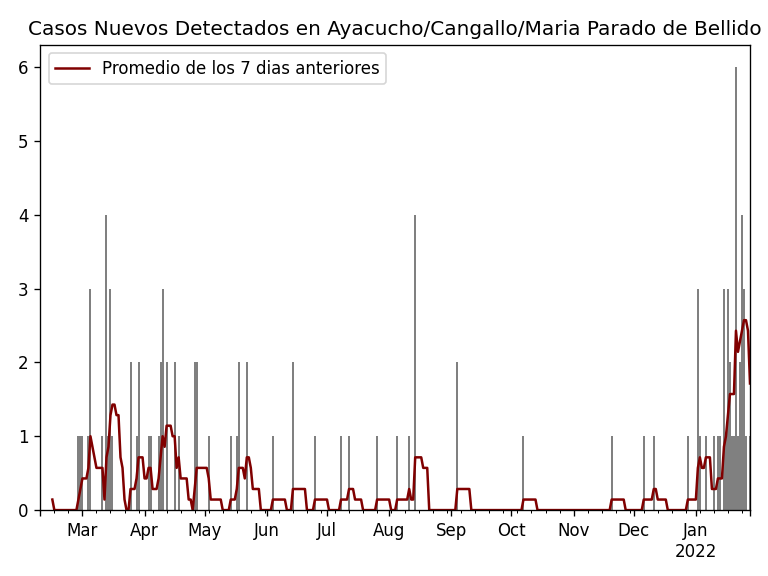 Casos Nuevos Detectados en Ayacucho/Cangallo/Maria Parado de Bellido
Promedio de los 7 dias anteriores
6
5
4
3
2
1
0
Mar Apr May Jun Jul Aug Sep Oct Nov Dec Jan
2022